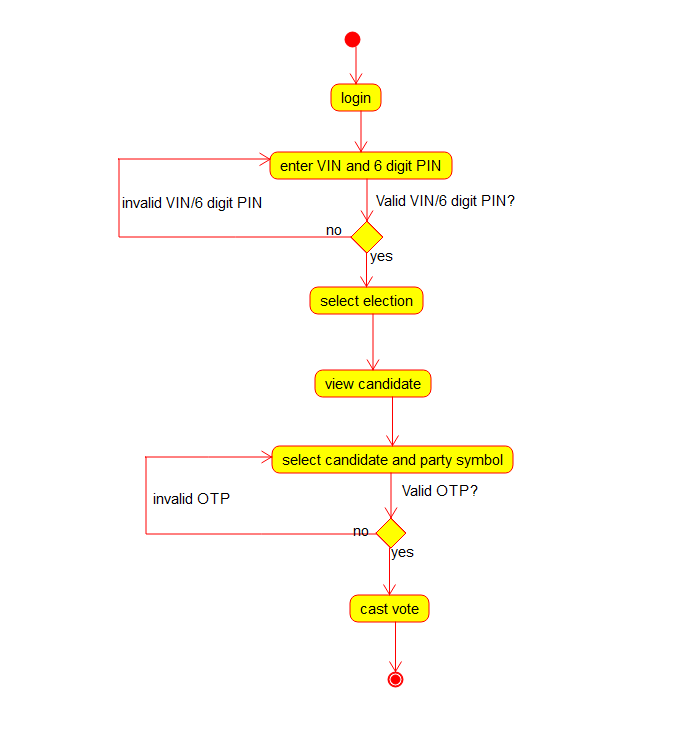 login
enter VIN and 6 digit PIN
invalid VIN/6 digit PIN
Valid VIN/6 digit PIN?
no
yes
select election
view candidate
select candidate and party symbol
invalid OTP
Valid OTP?
no
yes
cast vote